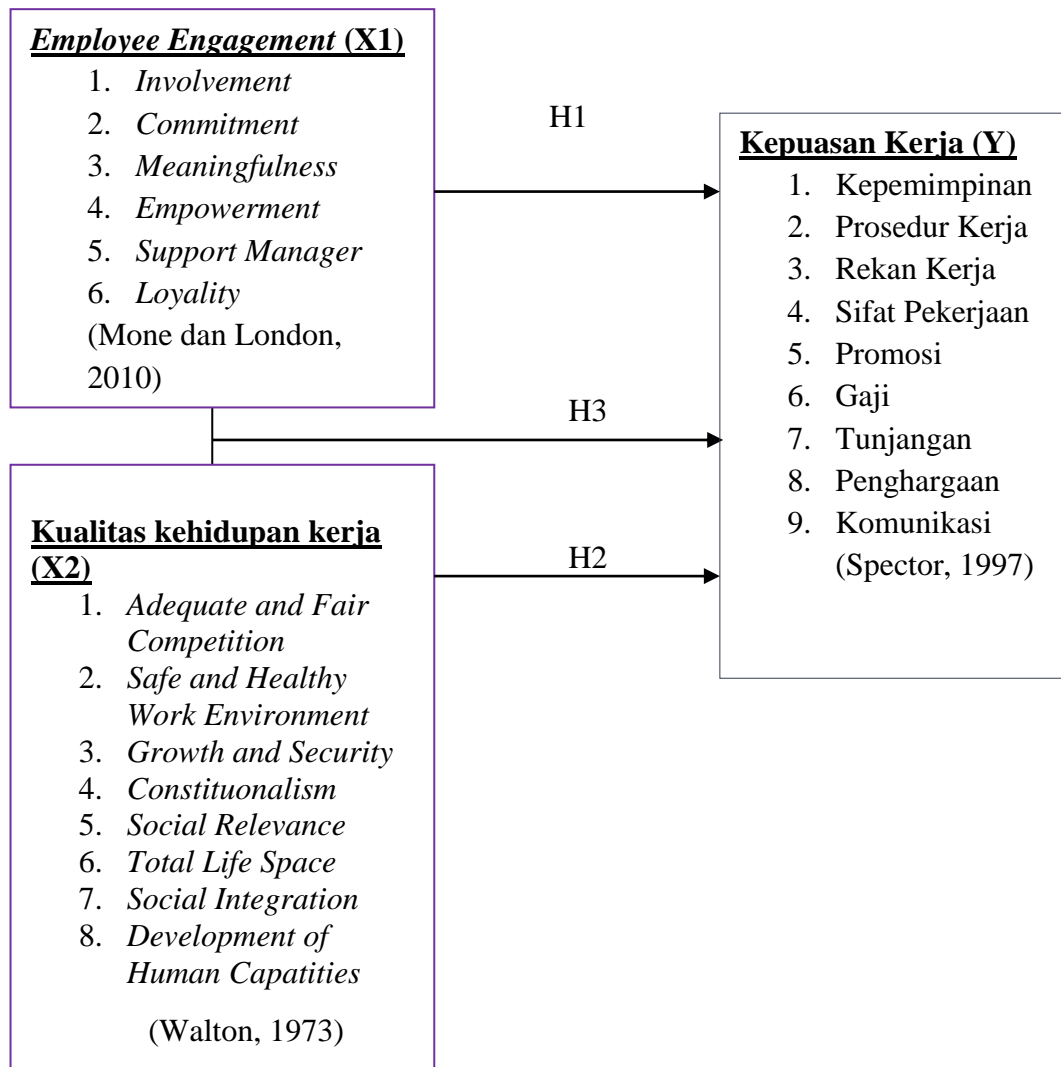 Employee Engagement (X1)
1. Involvement
2. Commitment
3. Meaningfulness
4. Empowerment
5. Support Manager
6. Loyality
(Mone dan London,
2010)
H1
H3
H2
Kualitas kehidupan kerja
(X2)
1. Adequate and Fair
Competition
2. Safe and Healthy
Work Environment
3. Growth and Security
4. Constituonalism
5. Social Relevance
6. Total Life Space
7. Social Integration
8. Development of
Human Capatities
(Walton, 1973)
Kepuasan Kerja (Y)
1. Kepemimpinan
2. Prosedur Kerja
3. Rekan Kerja
4. Sifat Pekerjaan
5. Promosi
6. Gaji
7. Tunjangan
8. Penghargaan
9. Komunikasi
(Spector, 1997)